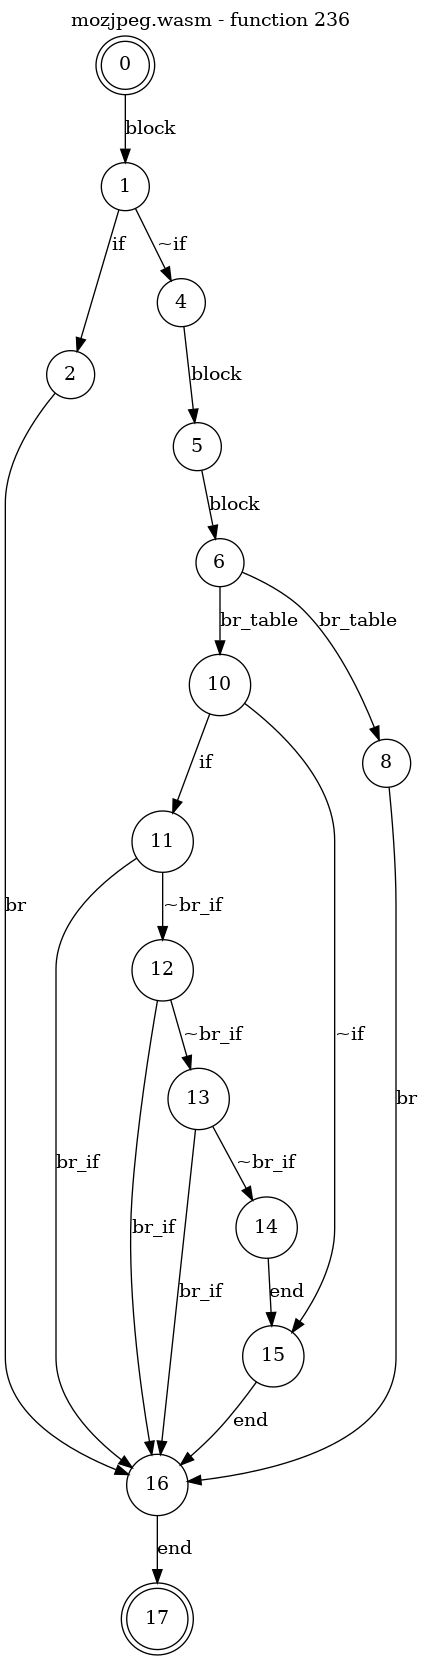 mozjpeg.wasm - function 236
0
block
1
if
~if
4
2
block
5
block
6
br_table
br_table
10
8
if
11
br
~br_if
12
~br_if
~if
13
br
br_if
~br_if
14
br_if
br_if
end
15
end
16
end
17